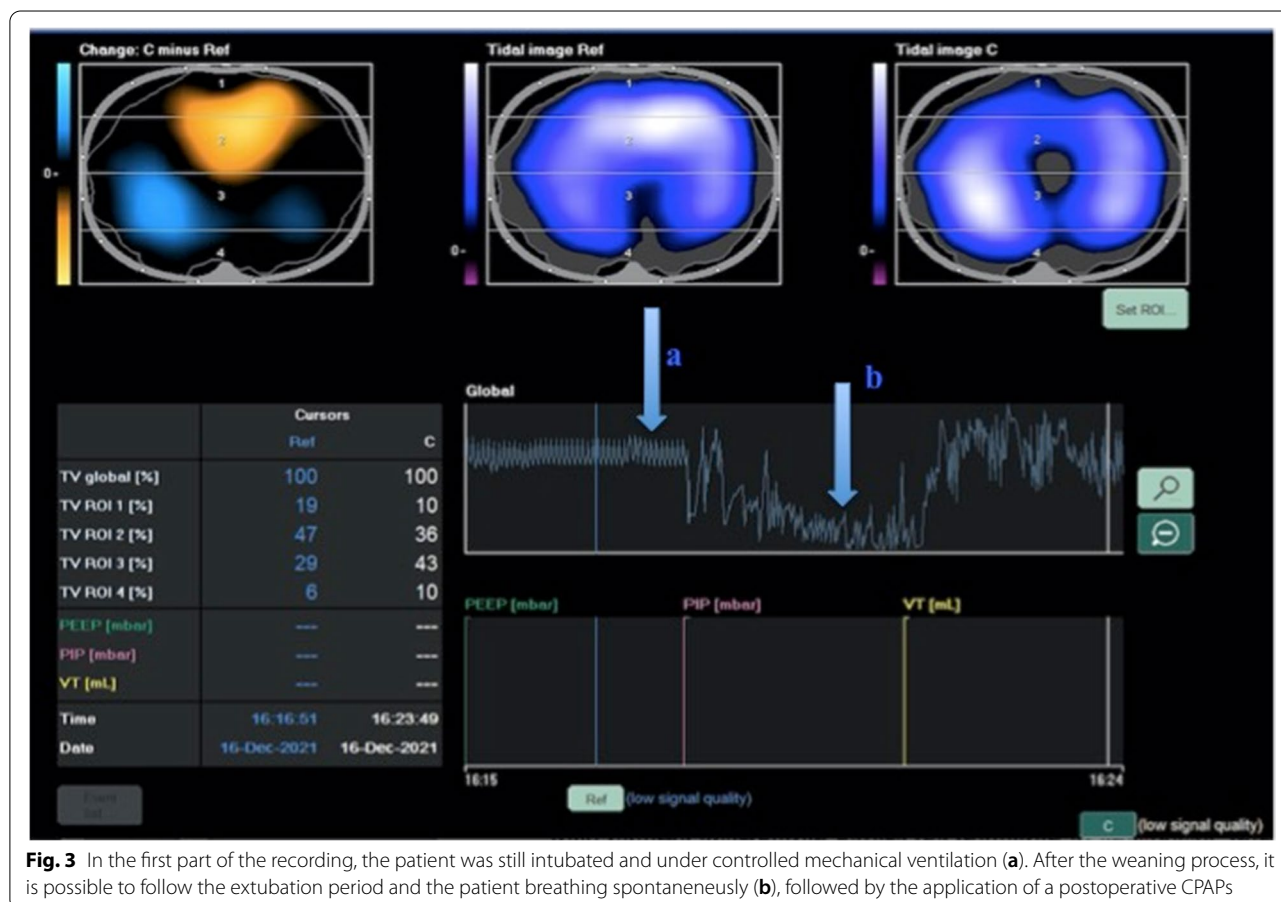 Change: C minus Ref
Tidal image Ref
Tidal image C
1
2
3
4
0-
1
2
3
4
0-
1
2
3
4
0-
Set ROI...
a
b
Global
Cursors
Ref C
TV global [%] 100 100
TV ROI 1 [%] 19 10
TV ROI 2 [%] 47 36
TV ROI 3 [%] 29 43
TV ROI 4 [%] 6 10
PEEP [mbar] --- ---
PIP [mbar] --- ---
VT [mL] --- ---
Time 16:16:51 16:23:49
Date 16-Dec-2021 16-Dec-2021
PEEP [mbar] PIP [mbar] VT [mL]
16:15 16:24
Ref (low signal quality)
C (low signal quality)
Fig. 3 In the first part of the recording, the patient was still intubated and under controlled mechanical ventilation (a). After the weaning process, it
is possible to follow the extubation period and the patient breathing spontaneneusly (b), followed by the application of a postoperative CPAPs